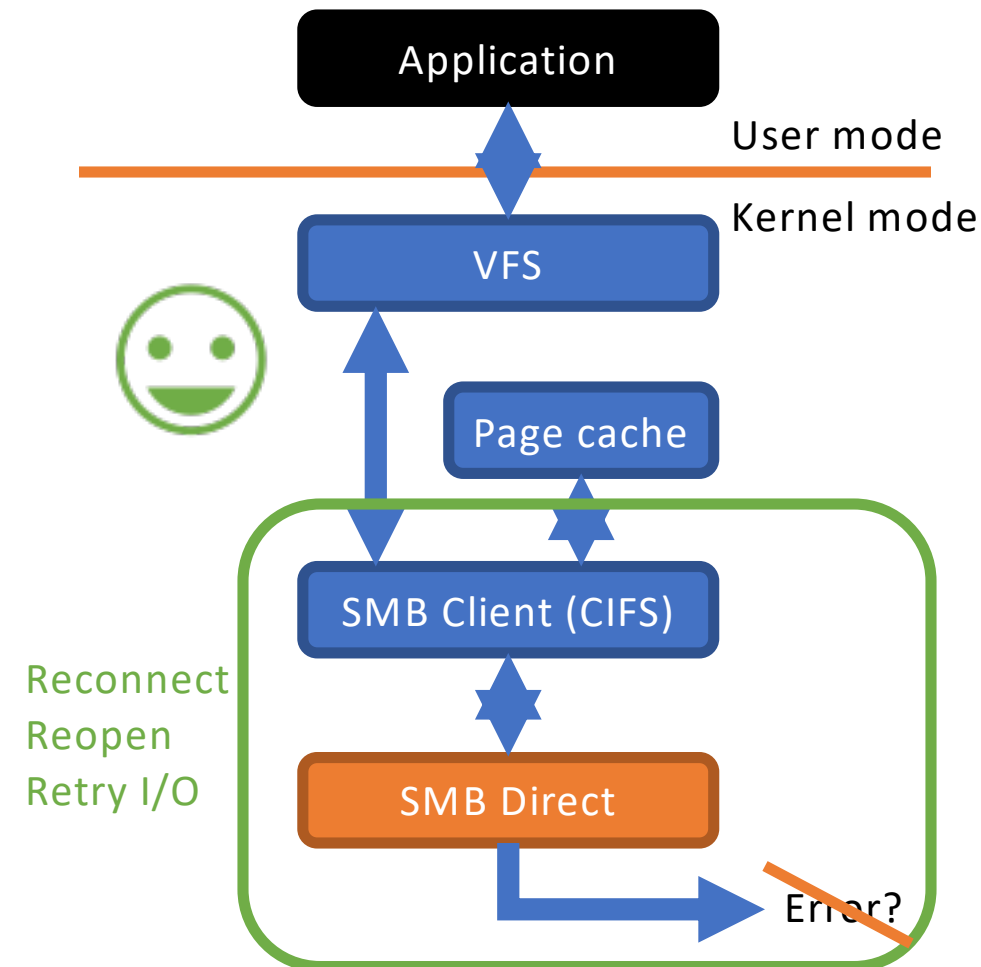 Application
User mode
Kernel mode
VFS
Page cache
SMB Client (CIFS)
Reconnect
Reopen
Retry I/O
SMB Direct
Error?